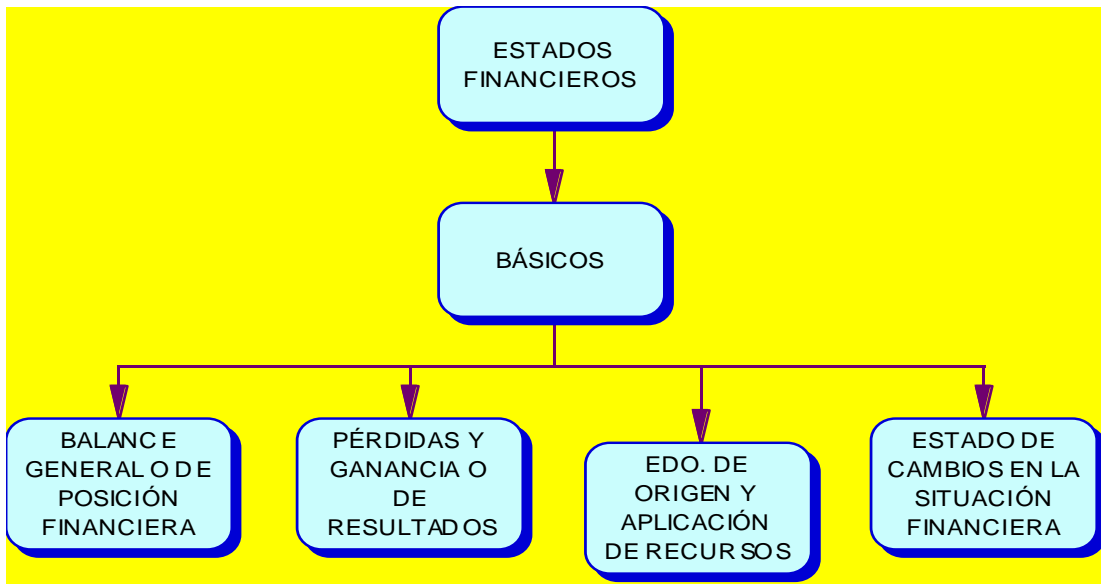 ESTADOS
FINANCIEROS
BÁSICOS
BALANCE
GENERAL O DE
POSICIÓN
FINANCIERA
PÉRDIDAS Y
GANANCIA O
DE
RESULTADOS
EDO. DE
ORIGEN Y
APLICACIÓN
DE RECURSOS
ESTADO DE
CAMBIOS EN LA
SITUACIÓN
FINANCIERA